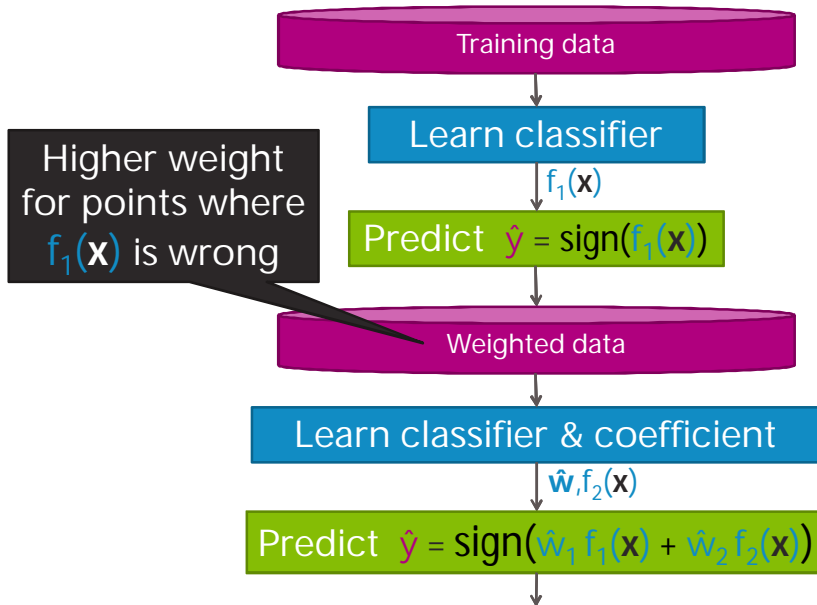 Training data
Learn classifier
f₁(x)
Predict ŷ = sign(f₁(x))
Higher weight
for points where
f₁(x) is wrong
Weighted data
Learn classifier & coefficient
ŵ,f₂(x)
Predict ŷ = sign(ŵ₁ f₁(x) + ŵ₂ f₂(x))